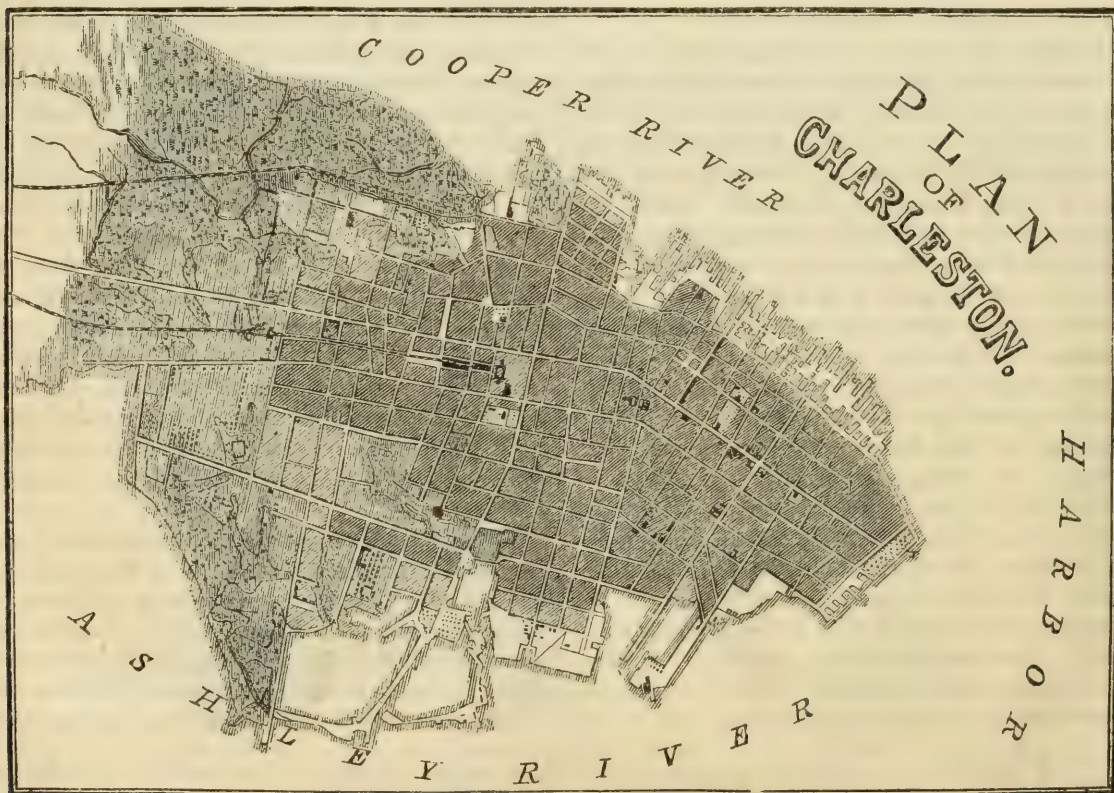 COOPER RIVER
PLAN
OF
CHARLESTON.
HARBOR
ASHLEY RIVER